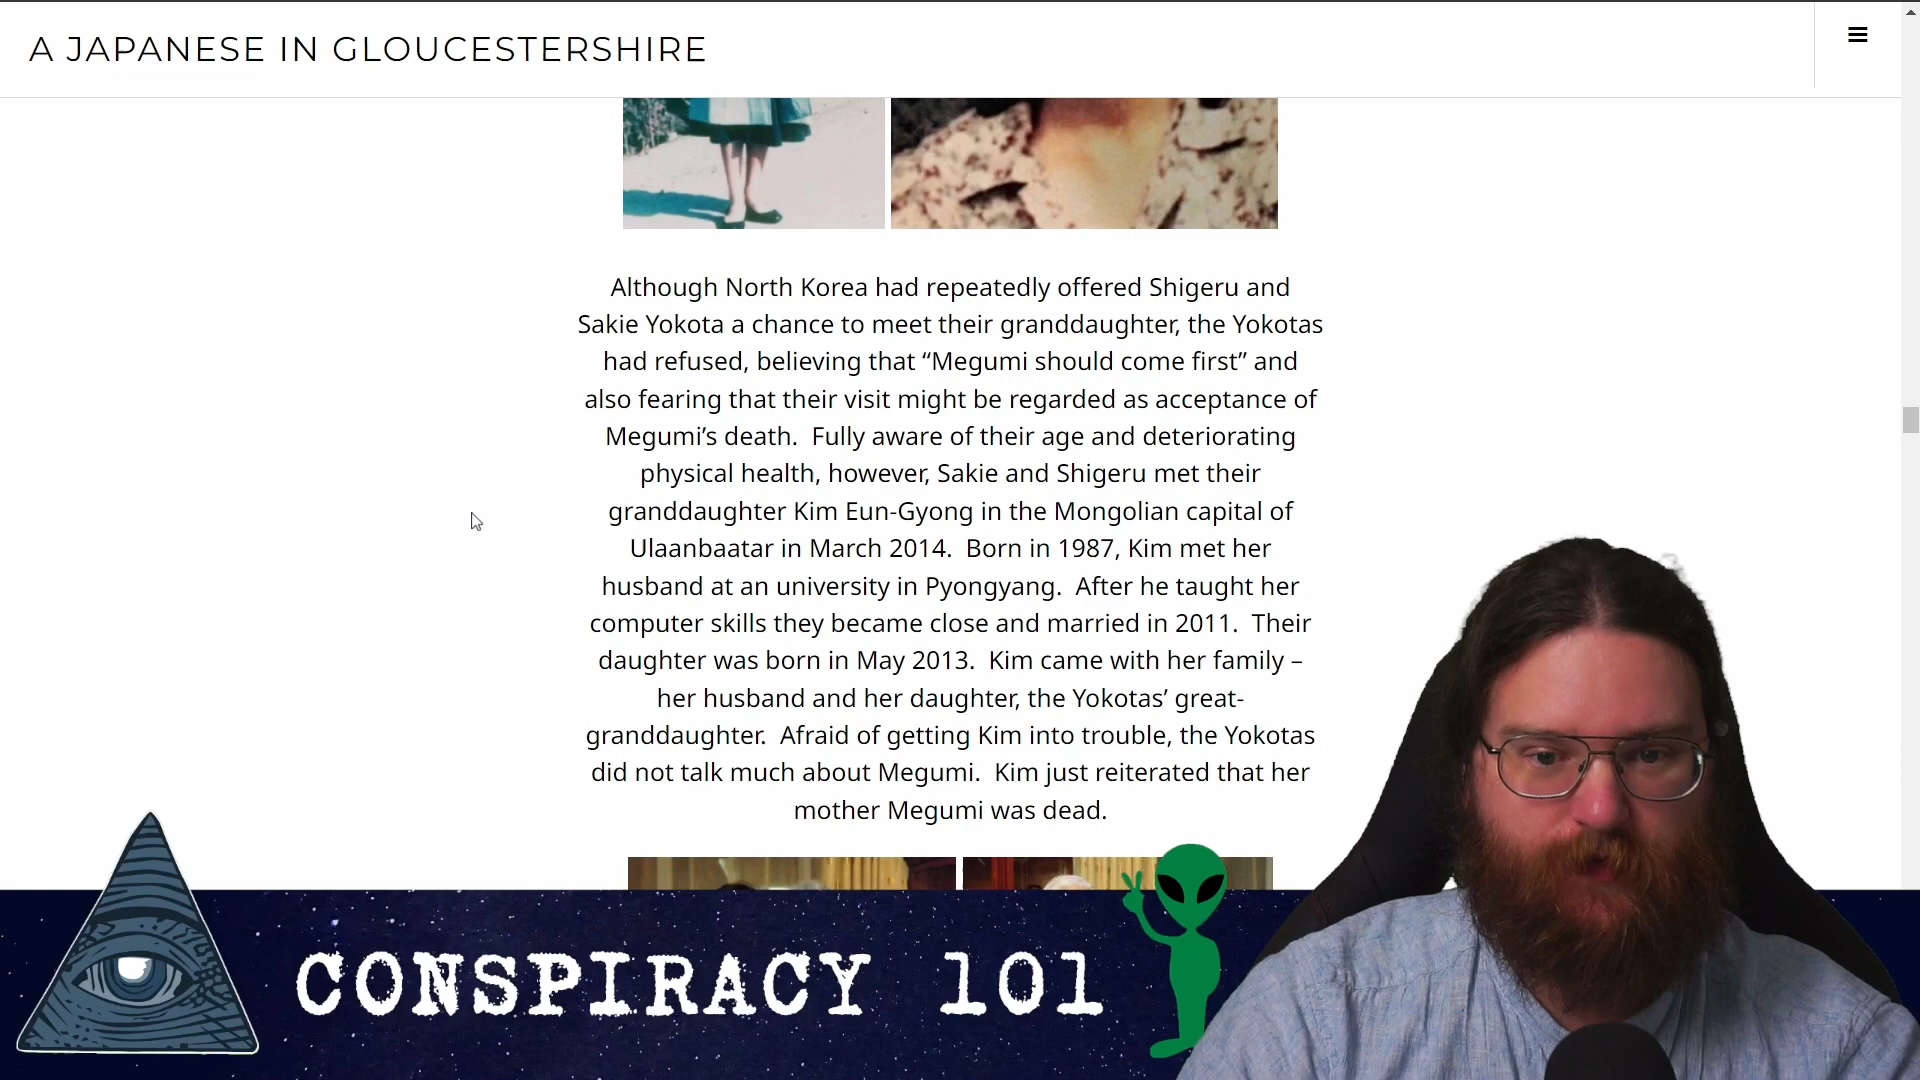 A JAPANESE IN GLOUCESTERSHIRE
Although North Korea had repeatedly offered Shigeru and
Sakie Yokota a chance to meet their granddaughter, the Yokotas
had refused, believing that “Megumi should come first” and
also fearing that their visit might be regarded as acceptance of
Megumi’s death.  Fully aware of their age and deteriorating
physical health, however, Sakie and Shigeru met their
granddaughter Kim Eun-Gyong in the Mongolian capital of
Ulaanbaatar in March 2014.  Born in 1987, Kim met her
husband at an university in Pyongyang.  After he taught her
computer skills they became close and married in 2011.  Their
daughter was born in May 2013.  Kim came with her family –
her husband and her daughter, the Yokotas’ great-
granddaughter.  Afraid of getting Kim into trouble, the Yokotas
did not talk much about Megumi.  Kim just reiterated that her
mother Megumi was dead.
CONSPIRACY 101